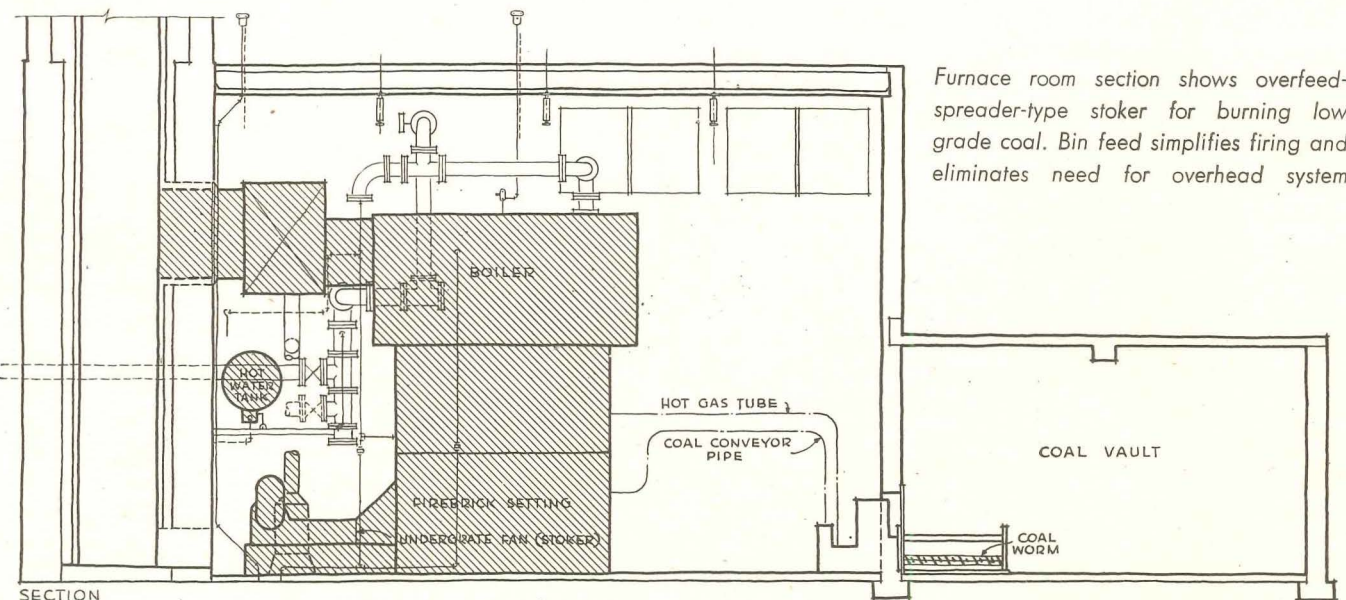 Furnace room section shows overfeed-
spreader-type stoker for burning low
grade coal. Bin feed simplifies firing and
eliminates need for overhead system
BOILER
HOT
WATER
TANK
HOT GAS TUBE
COAL CONVEYOR
PIPE
COAL VAULT
FIREBRICK SETTING
UNDERGRATE FAN (STOKER)
COAL
WORM
SECTION